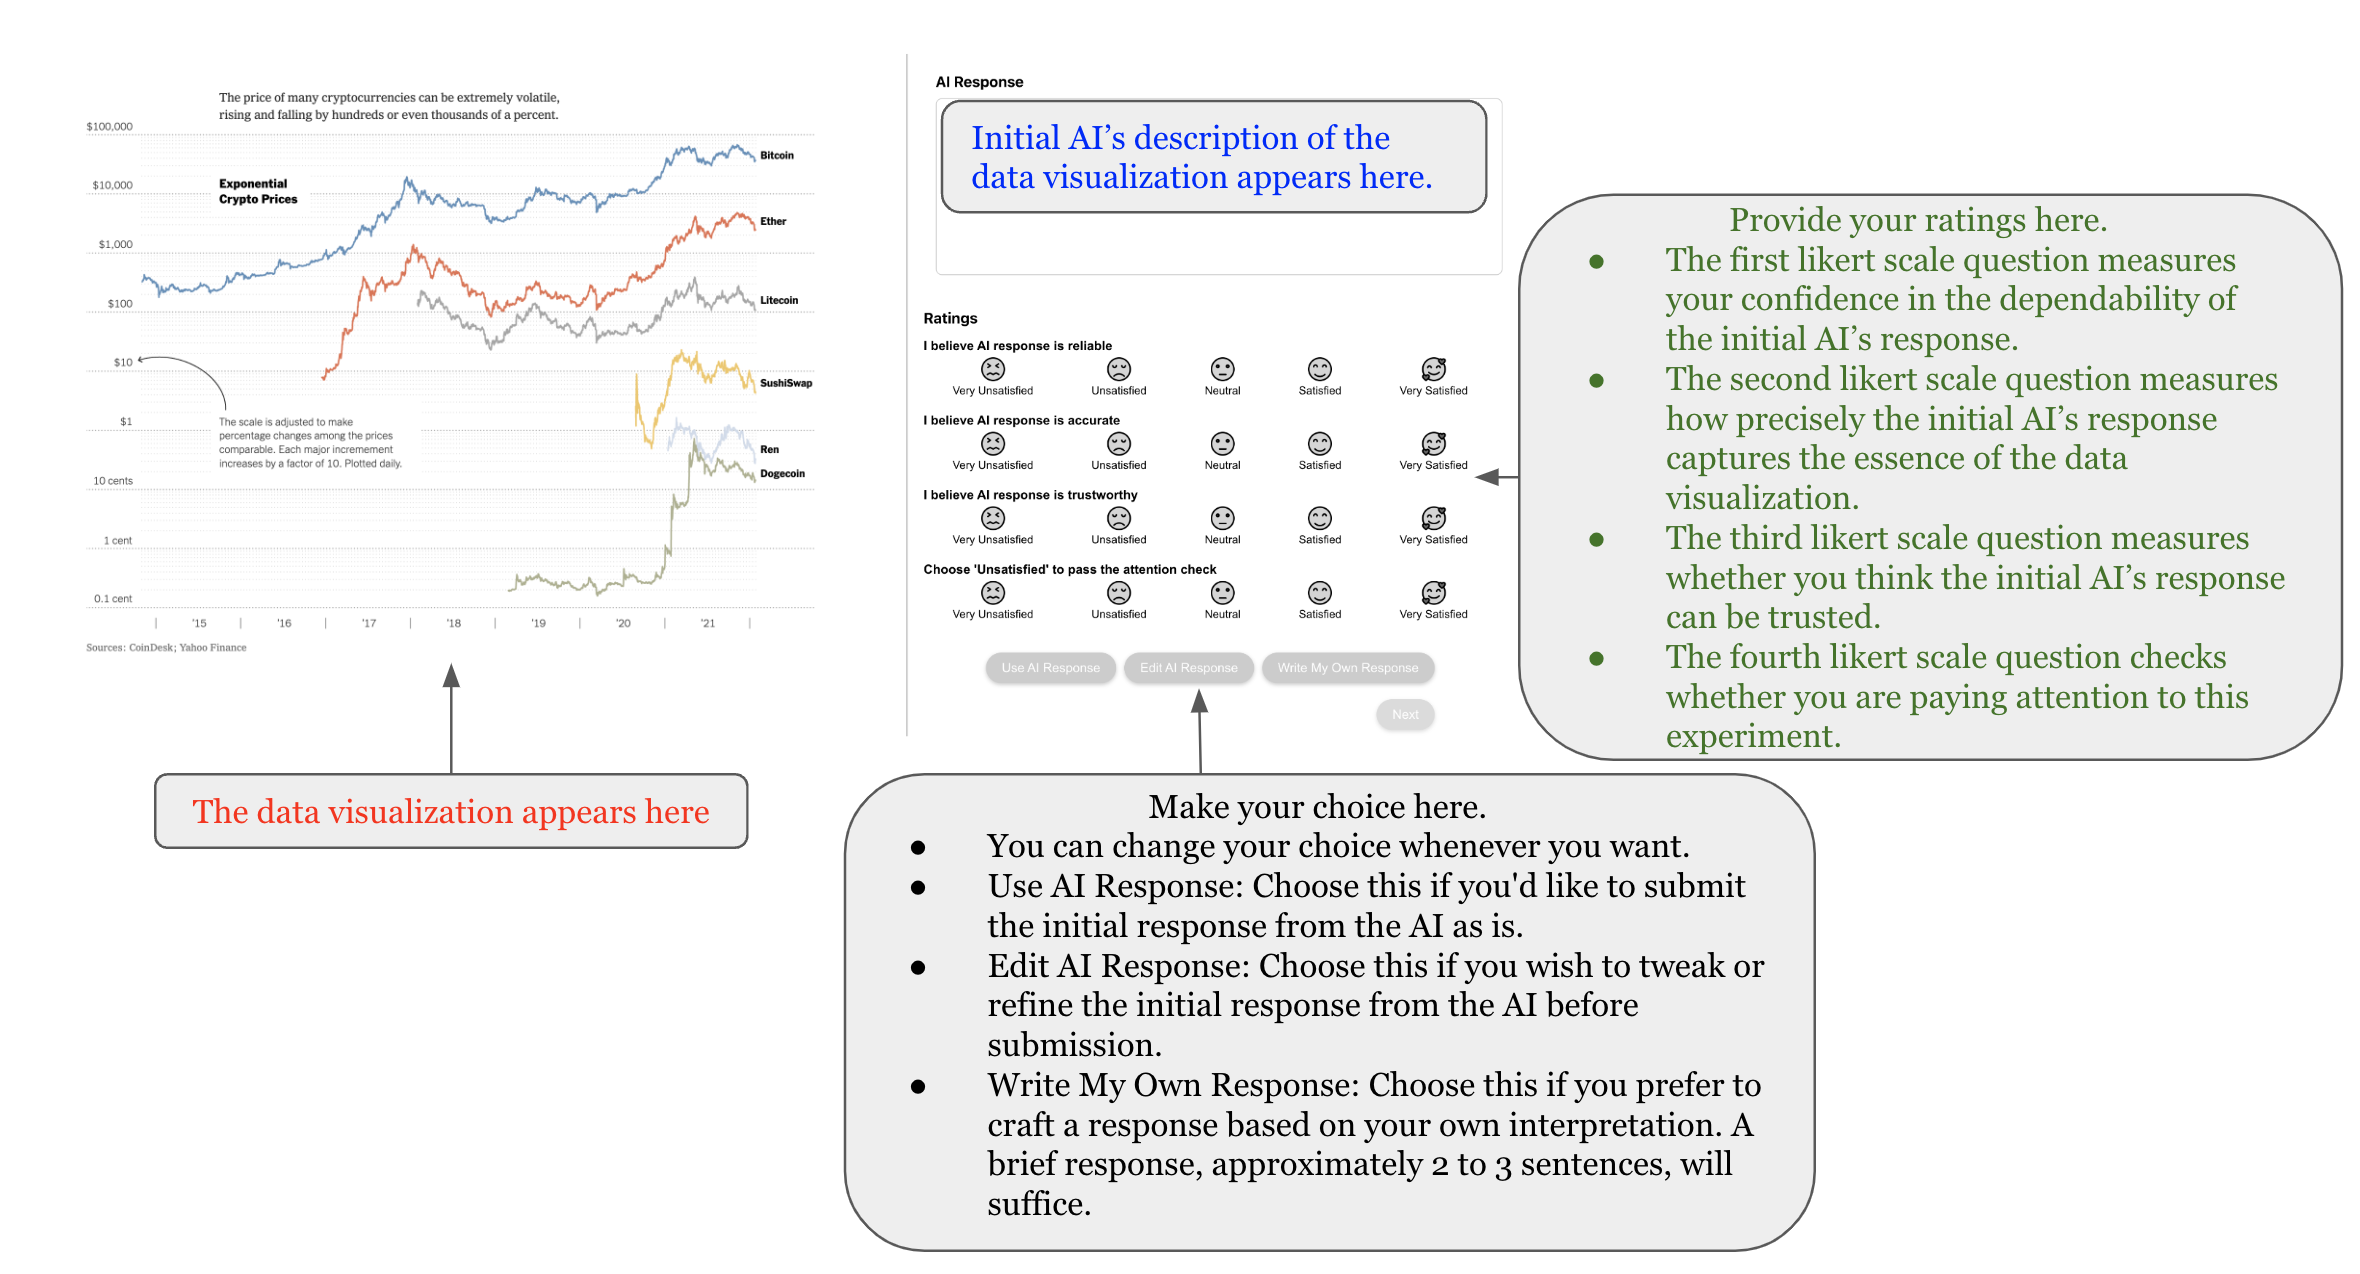 The price of many cryptocurrencies can be extremely volatile,
rising and falling by hundreds or even thousands of a percent.
$100,000
Bitcoin
$10,000
Exponential
Crypto Prices
Ether
$1,000
Litecoin
$100
$10
SushiSwap
The scale is adjusted to make
percentage changes among the prices
comparable. Each major incremement
increases by a factor of 10. Plotted daily.
$1
Ren
Dogecoin
10 cents
1 cent
0.1 cent
'15 '16 '17 '18 '19 '20 '21
Sources: CoinDesk; Yahoo Finance
The data visualization appears here
AI Response
Initial AI’s description of the
data visualization appears here.
Ratings
I believe AI response is reliable
Very Unsatisfied Unsatisfied Neutral Satisfied Very Satisfied
I believe AI response is accurate
Very Unsatisfied Unsatisfied Neutral Satisfied Very Satisfied
I believe AI response is trustworthy
Very Unsatisfied Unsatisfied Neutral Satisfied Very Satisfied
Choose 'Unsatisfied' to pass the attention check
Very Unsatisfied Unsatisfied Neutral Satisfied Very Satisfied
Use AI Response Edit AI Response Write My Own Response
Next
Provide your ratings here.
● The first likert scale question measures
your confidence in the dependability of
the initial AI’s response.
● The second likert scale question measures
how precisely the initial AI’s response
captures the essence of the data
visualization.
● The third likert scale question measures
whether you think the initial AI’s response
can be trusted.
● The fourth likert scale question checks
whether you are paying attention to this
experiment.
Make your choice here.
● You can change your choice whenever you want.
● Use AI Response: Choose this if you'd like to submit
the initial response from the AI as is.
● Edit AI Response: Choose this if you wish to tweak or
refine the initial response from the AI before
submission.
● Write My Own Response: Choose this if you prefer to
craft a response based on your own interpretation. A
brief response, approximately 2 to 3 sentences, will
suffice.